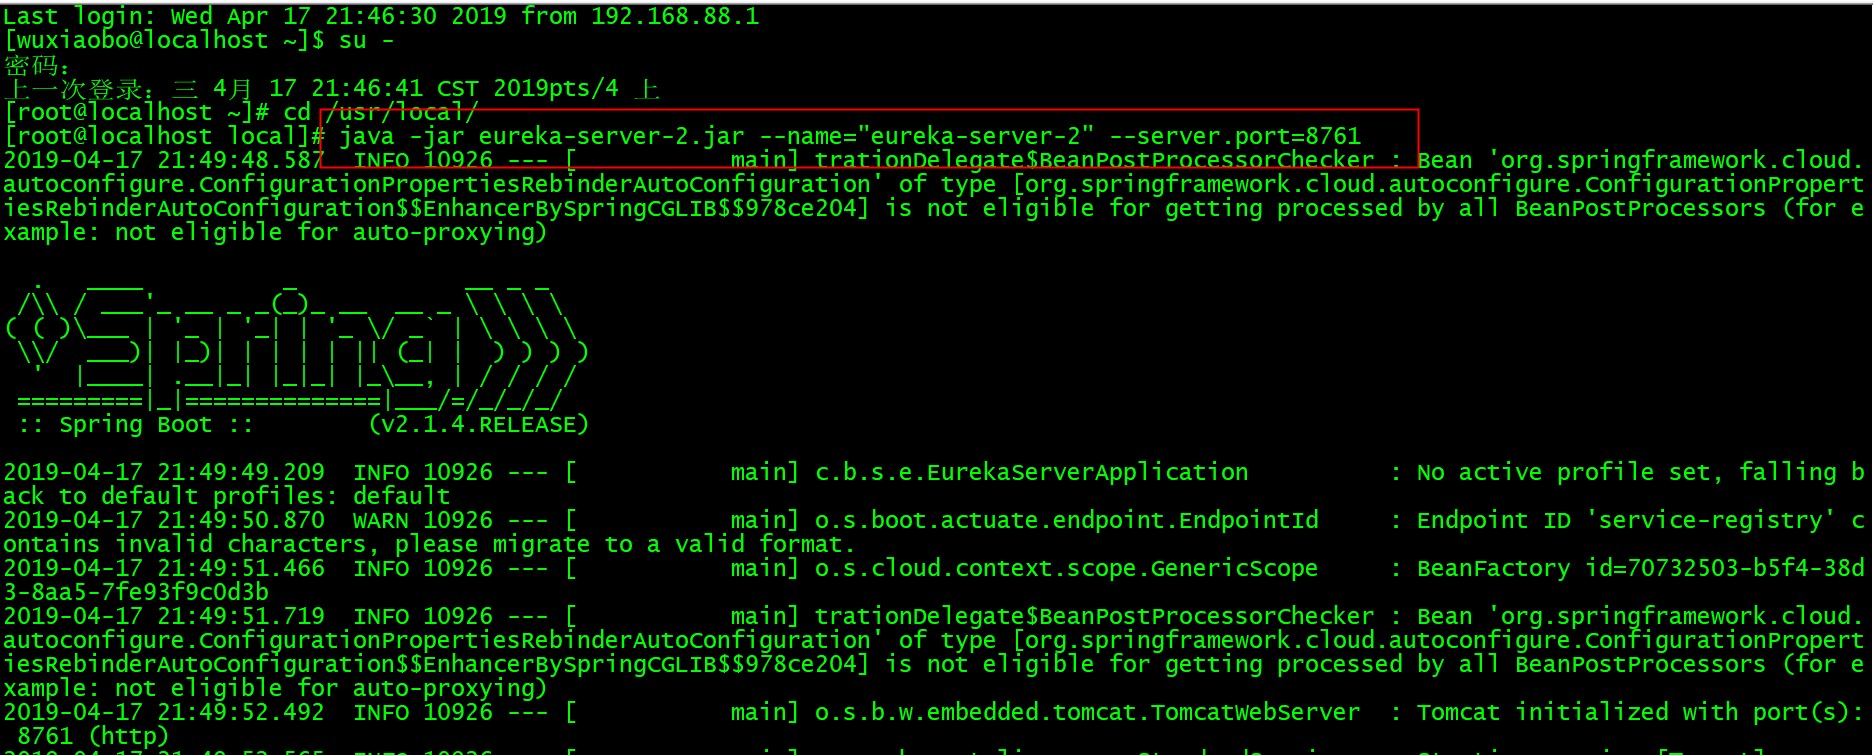 Last login: Wed Apr 17 21:46:30 2019 from 192.168.88.1
[wuxiaobo@localhost ~]$ su -
密码：
上一次登录：三 4月 17 21:46:41 CST 2019pts/4 上
[root@localhost ~]# cd /usr/local/
[root@localhost local]# java -jar eureka-server-2.jar --name="eureka-server-2" --server.port=8761
2019-04-17 21:49:48.587  INFO 10926 --- [           main] trationDelegate$BeanPostProcessorChecker : Bean 'org.springframework.cloud.
autoconfigure.ConfigurationPropertiesRebinderAutoConfiguration' of type [org.springframework.cloud.autoconfigure.ConfigurationPropert
iesRebinderAutoConfiguration$$EnhancerBySpringCGLIB$$978ce204] is not eligible for getting processed by all BeanPostProcessors (for e
xample: not eligible for auto-proxying)
Spring
:: Spring Boot ::        (v2.1.4.RELEASE)
2019-04-17 21:49:49.209  INFO 10926 --- [           main] c.b.s.e.EurekaServerApplication          : No active profile set, falling b
ack to default profiles: default
2019-04-17 21:49:50.870  WARN 10926 --- [           main] o.s.boot.actuate.endpoint.EndpointId     : Endpoint ID 'service-registry' c
ontains invalid characters, please migrate to a valid format.
2019-04-17 21:49:51.466  INFO 10926 --- [           main] o.s.cloud.context.scope.GenericScope     : BeanFactory id=70732503-b5f4-38d
3-8aa5-7fe93f9c0d3b
2019-04-17 21:49:51.719  INFO 10926 --- [           main] trationDelegate$BeanPostProcessorChecker : Bean 'org.springframework.cloud.
autoconfigure.ConfigurationPropertiesRebinderAutoConfiguration' of type [org.springframework.cloud.autoconfigure.ConfigurationPropert
iesRebinderAutoConfiguration$$EnhancerBySpringCGLIB$$978ce204] is not eligible for getting processed by all BeanPostProcessors (for e
xample: not eligible for auto-proxying)
2019-04-17 21:49:52.492  INFO 10926 --- [           main] o.s.b.w.embedded.tomcat.TomcatWebServer  : Tomcat initialized with port(s):
8761 (http)